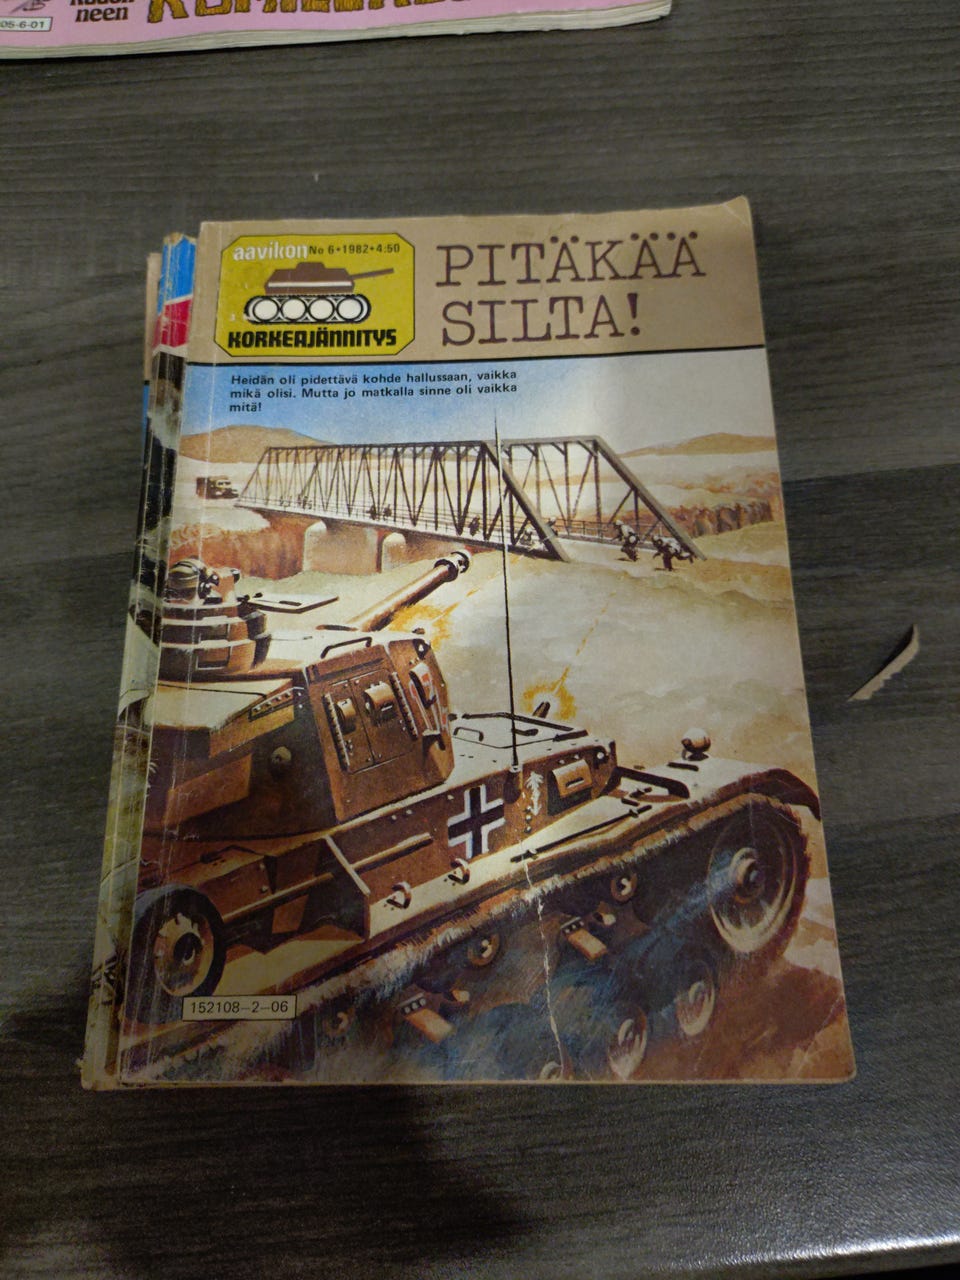 neen
05-6-01
aavikon No 6•1982•4:50
KORKEAJÄNNITYS
PITÄKÄÄ
SILTA!
Heidän oli pidettävä kohde hallussaan, vaikka
mikä olisi. Mutta jo matkalla sinne oli vaikka
mitä!
152108—2—06